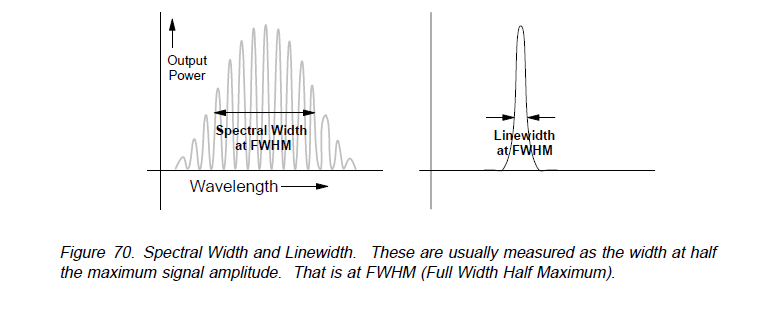 Output
Power
Spectral Width
at FWHM
Wavelength
Linewidth
at FWHM
Figure 70. Spectral Width and Linewidth. These are usually measured as the width at half
the maximum signal amplitude. That is at FWHM (Full Width Half Maximum).